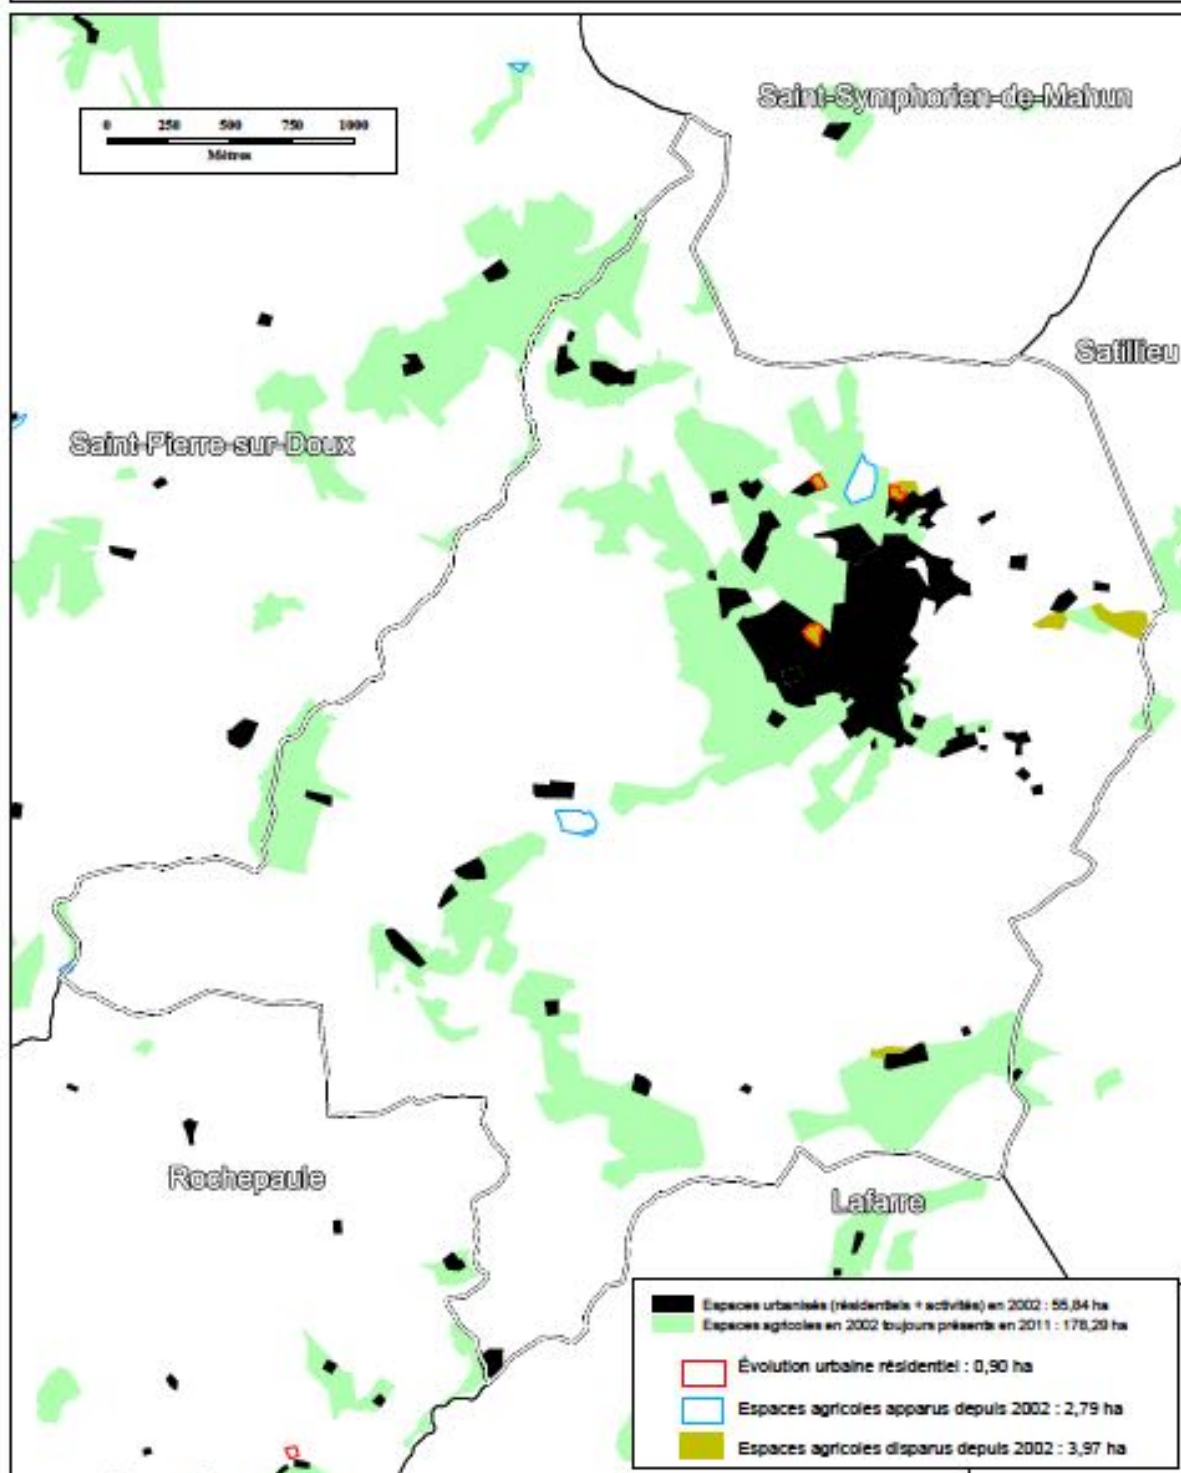 Saint-Symphorien-de-Mahun
0 250 500 750 1000
Mètres
Satillieu
Saint-Pierre-sur-Doux
Rochepaule
Lafarre
Espaces urbanisés (résidentiels + activités) en 2002 : 55,84 ha
Espaces agricoles en 2002 toujours présents en 2011 : 178,29 ha
Évolution urbaine résidentiel : 0,90 ha
Espaces agricoles apparus depuis 2002 : 2,79 ha
Espaces agricoles disparus depuis 2002 : 3,97 ha